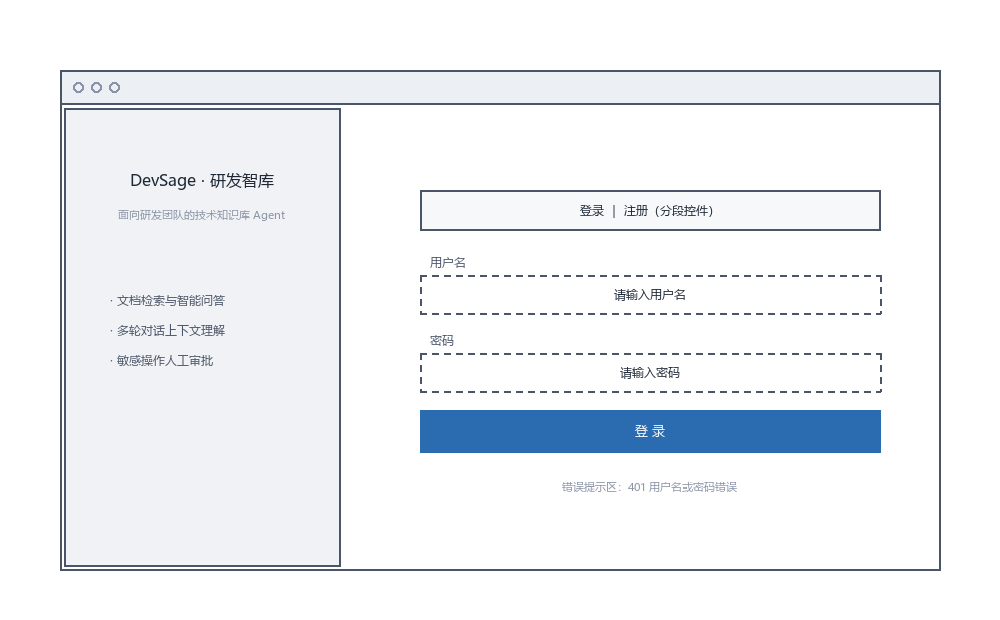 DevSage · 研发智库
面向研发团队的技术知识库 Agent
· 文档检索与智能问答
· 多轮对话上下文理解
· 敏感操作人工审批
登录 ｜ 注册（分段控件）
用户名
请输入用户名
密码
请输入密码
登 录
错误提示区：401 用户名或密码错误